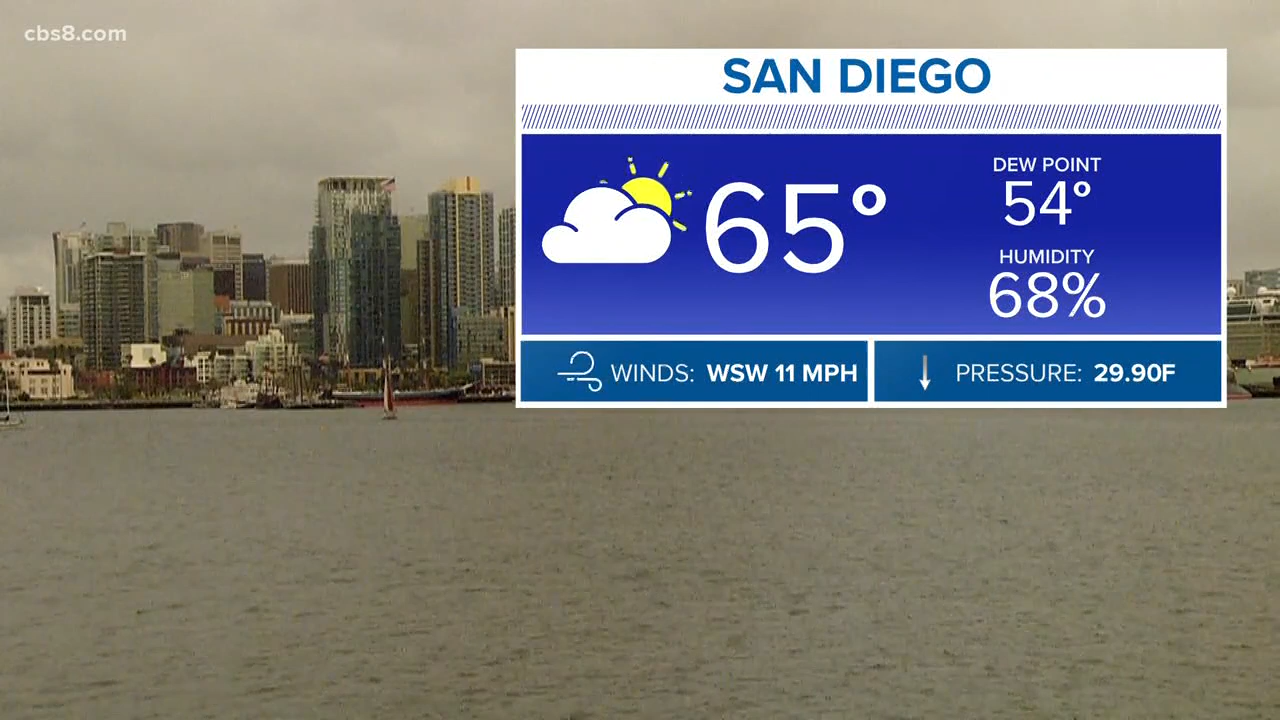 cbs8.com
SAN DIEGO
65°
DEW POINT
54°
HUMIDITY
68%
WINDS: WSW 11 MPH
PRESSURE: 29.90F